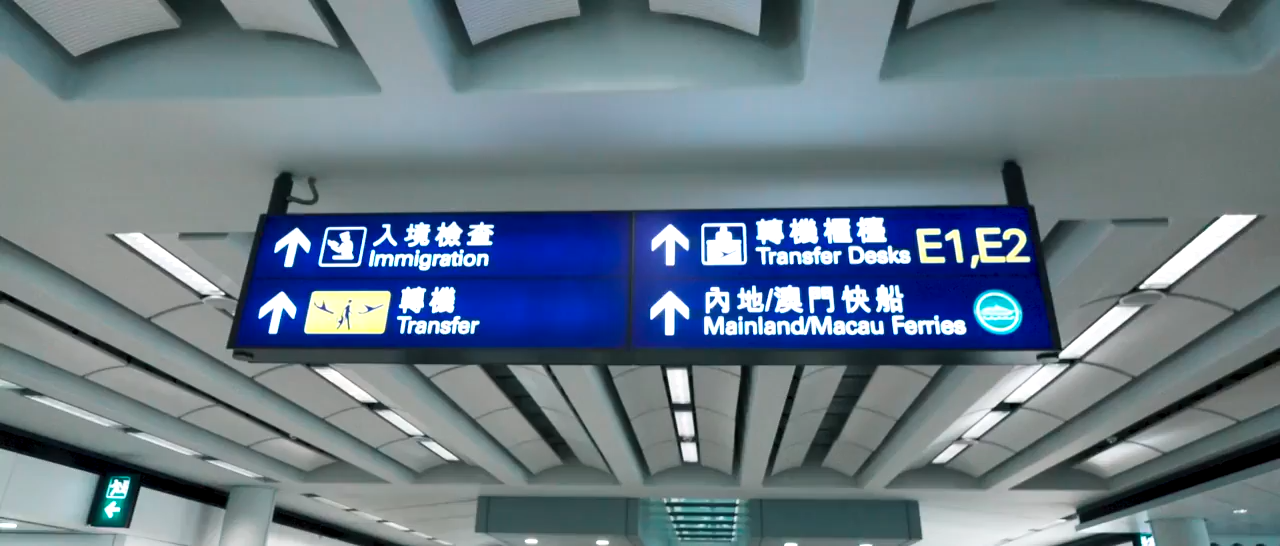 入境檢查
Immigration
轉機
Transfer
轉機櫃檯
Transfer Desks
E1,E2
內地/澳門快船
Mainland/Macau Ferries